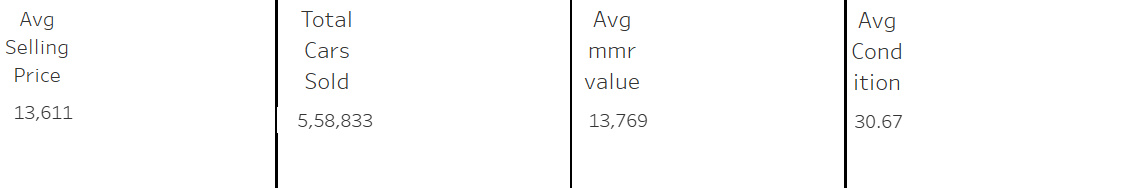 Avg
Selling
Price
13,611
Total
Cars
Sold
5,58,833
Avg
mmr
value
13,769
Avg
Cond
ition
30.67